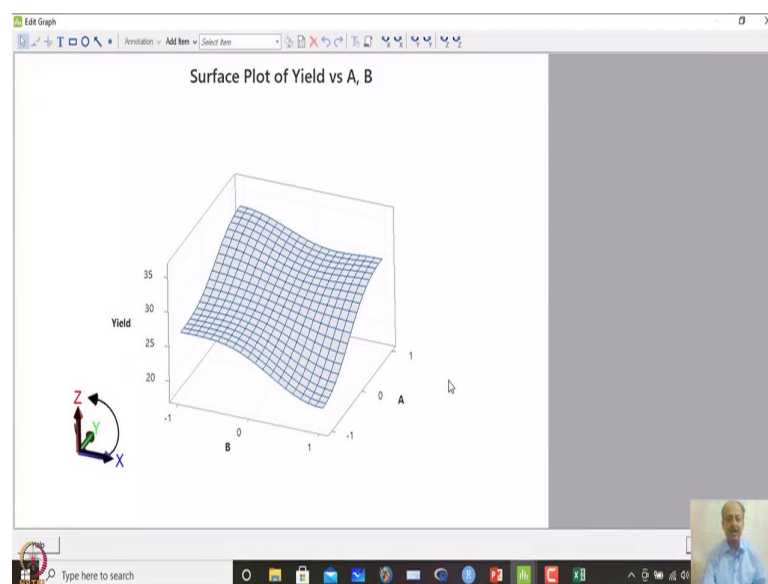 Edit Graph
Annotation Add Item Select Item
Surface Plot of Yield vs A, B
35
30
Yield
25
20
-1
0
B
1
-1
0
A
1
Z
Y
X
Help
NPTEL
Type here to search